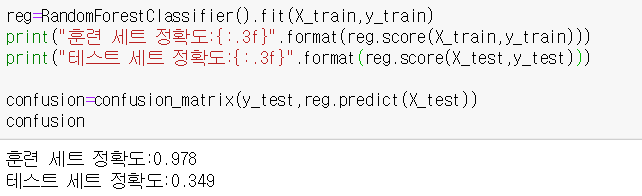 reg=RandomForestClassifier().fit(X_train,y_train)
print("훈련 세트 정확도:{:.3f}".format(reg.score(X_train,y_train)))
print("테스트 세트 정확도:{:.3f}".format(reg.score(X_test,y_test)))
confusion=confusion_matrix(y_test,reg.predict(X_test))
confusion
훈련 세트 정확도:0.978
테스트 세트 정확도:0.349